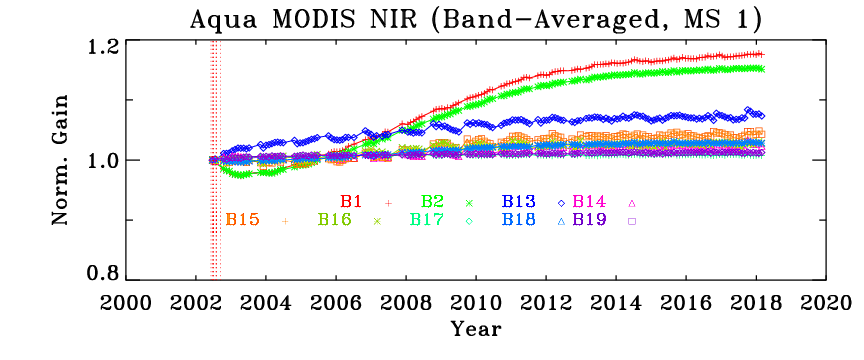 Aqua MODIS NIR (Band-Averaged, MS 1)
1.2
1.0
0.8
Norm. Gain
B1 B2 B13 B14
B15 B16 B17 B18 B19
2000 2002 2004 2006 2008 2010 2012 2014 2016 2018 2020
Year